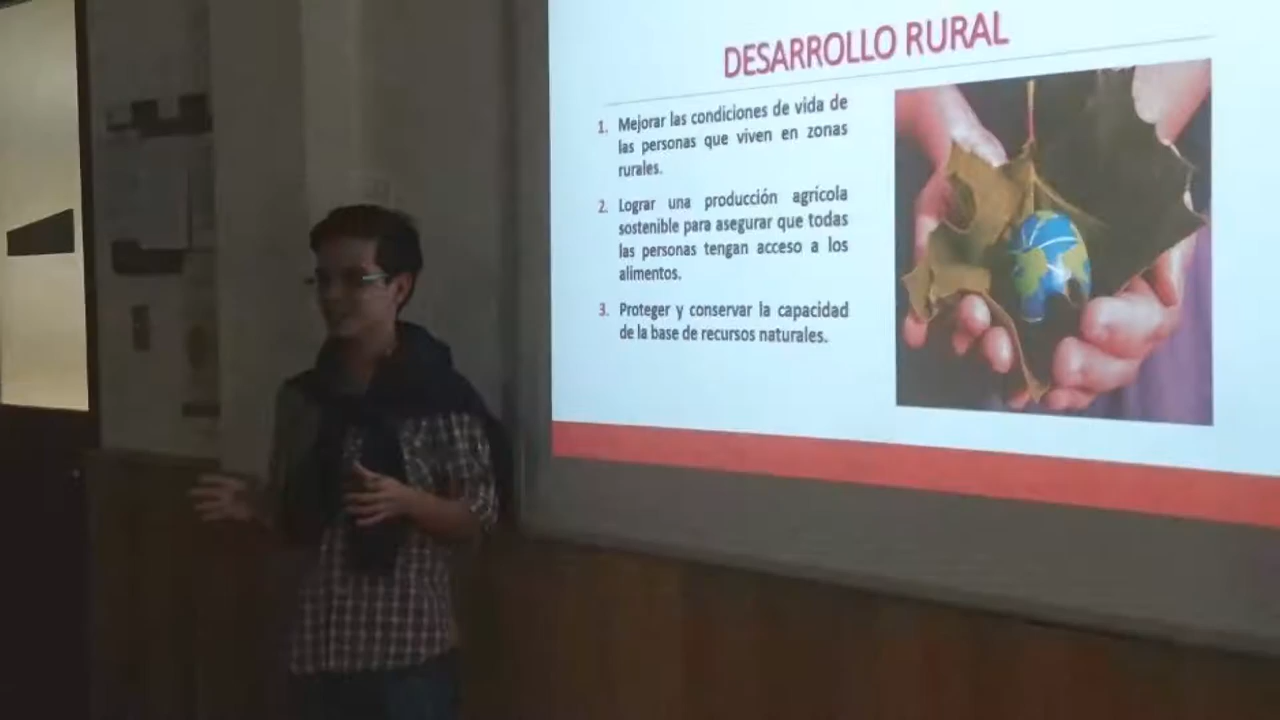 DESARROLLO RURAL
1. Mejorar las condiciones de vida de
las personas que viven en zonas
rurales.
2. Lograr una producción agrícola
sostenible para asegurar que todas
las personas tengan acceso a los
alimentos.
3. Proteger y conservar la capacidad
de la base de recursos naturales.